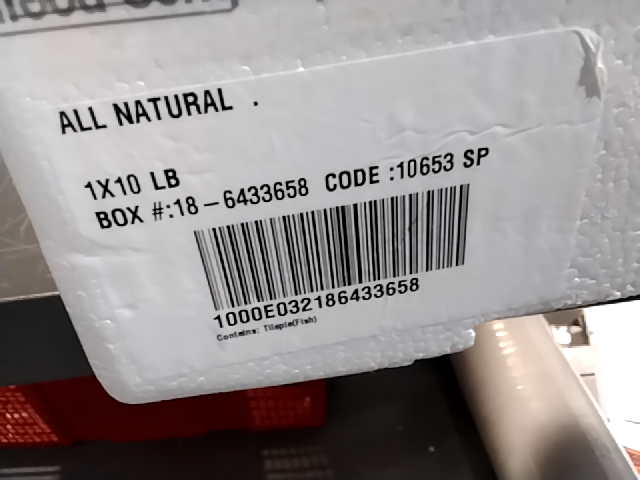 ALL NATURAL .
1X10 LB
BOX #:18-6433658 CODE :10653 SP
1000E032186433658
Contains: Tilapia(Fish)